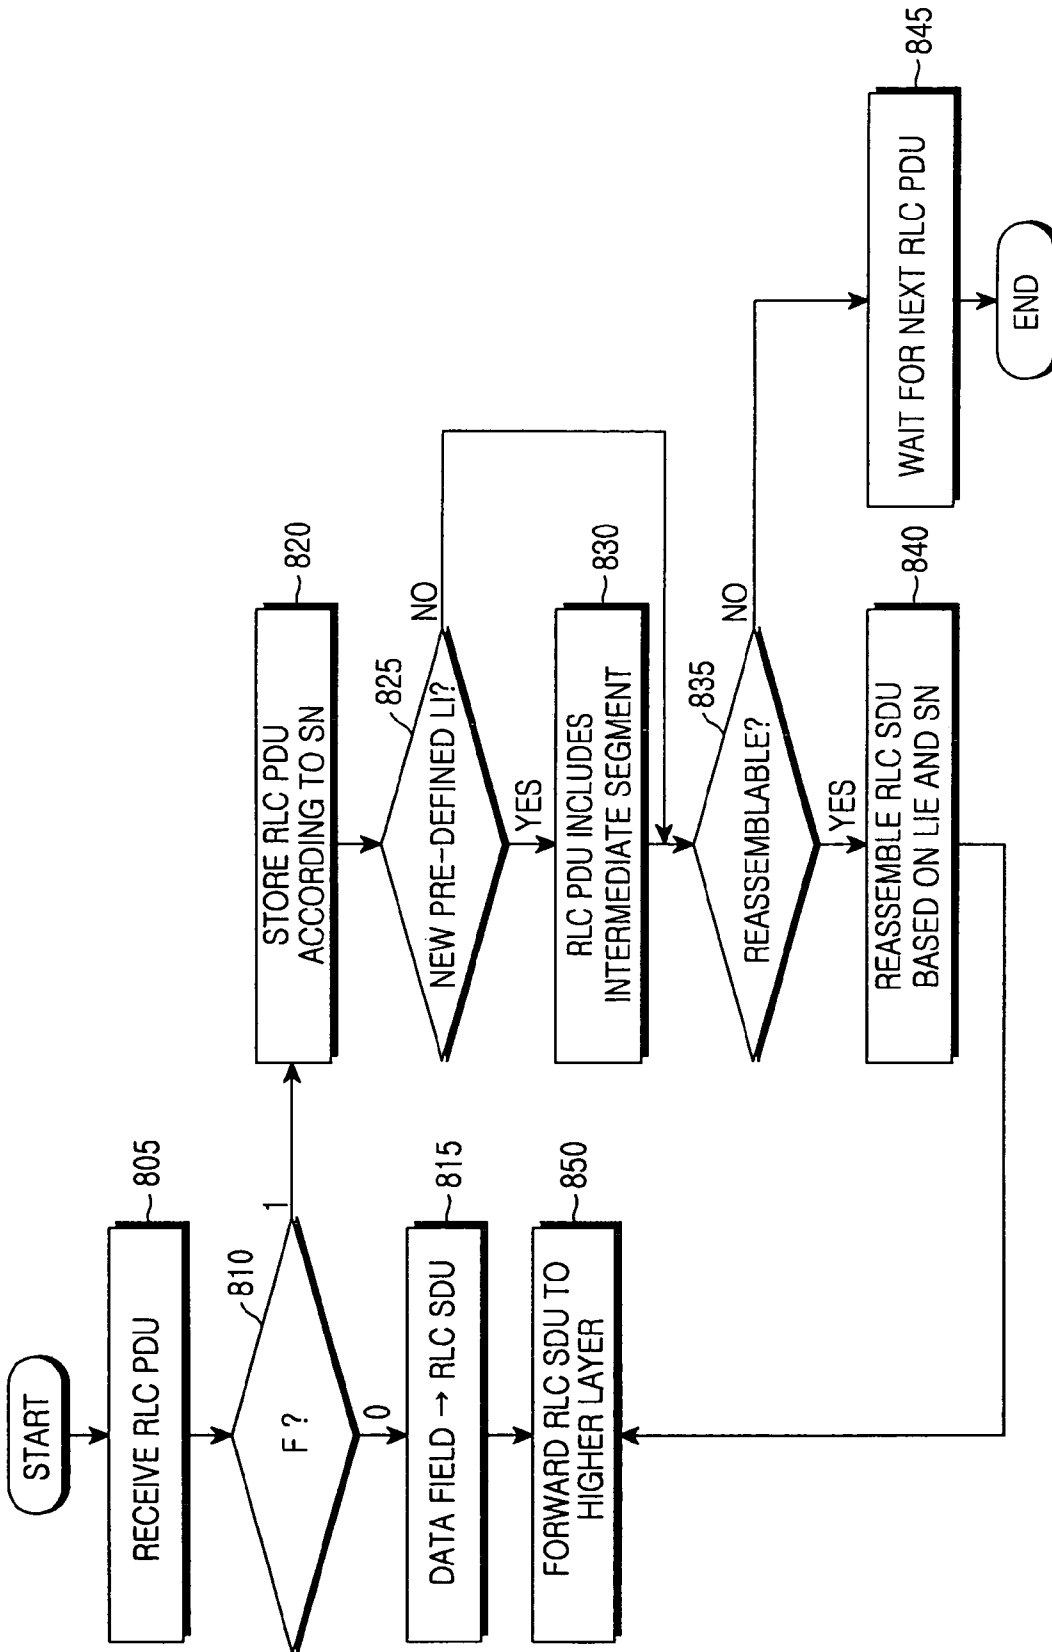 START
RECEIVE RLC PDU
805
F ?
810
1
0
DATA FIELD → RLC SDU
815
FORWARD RLC SDU TO
HIGHER LAYER
850
STORE RLC PDU
ACCORDING TO SN
820
NEW PRE-DEFINED LI?
825
NO
YES
RLC PDU INCLUDES
INTERMEDIATE SEGMENT
830
REASSEMBLABLE?
835
NO
YES
REASSEMBLE RLC SDU
BASED ON LIE AND SN
840
WAIT FOR NEXT RLC PDU
845
END